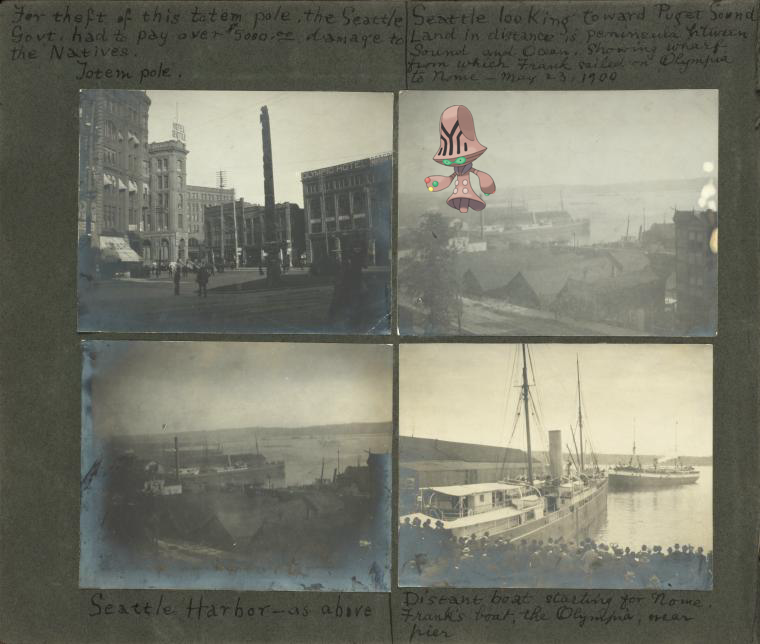 For theft of this totem pole, the Seattle
Govt. had to pay over $5000.00 damage to
the Natives.
Totem pole.
Seattle looking toward Puget Sound
Land in distance is peninsula between
Sound and Ocean. Showing wharf
from which Frank sailed on Olympia
to Nome - May 23, 1900
HOTEL
OLYMPIC HOTEL
Seattle Harbor - as above
Distant boat starting for Nome.
Frank's boat, the Olympia, near
pier